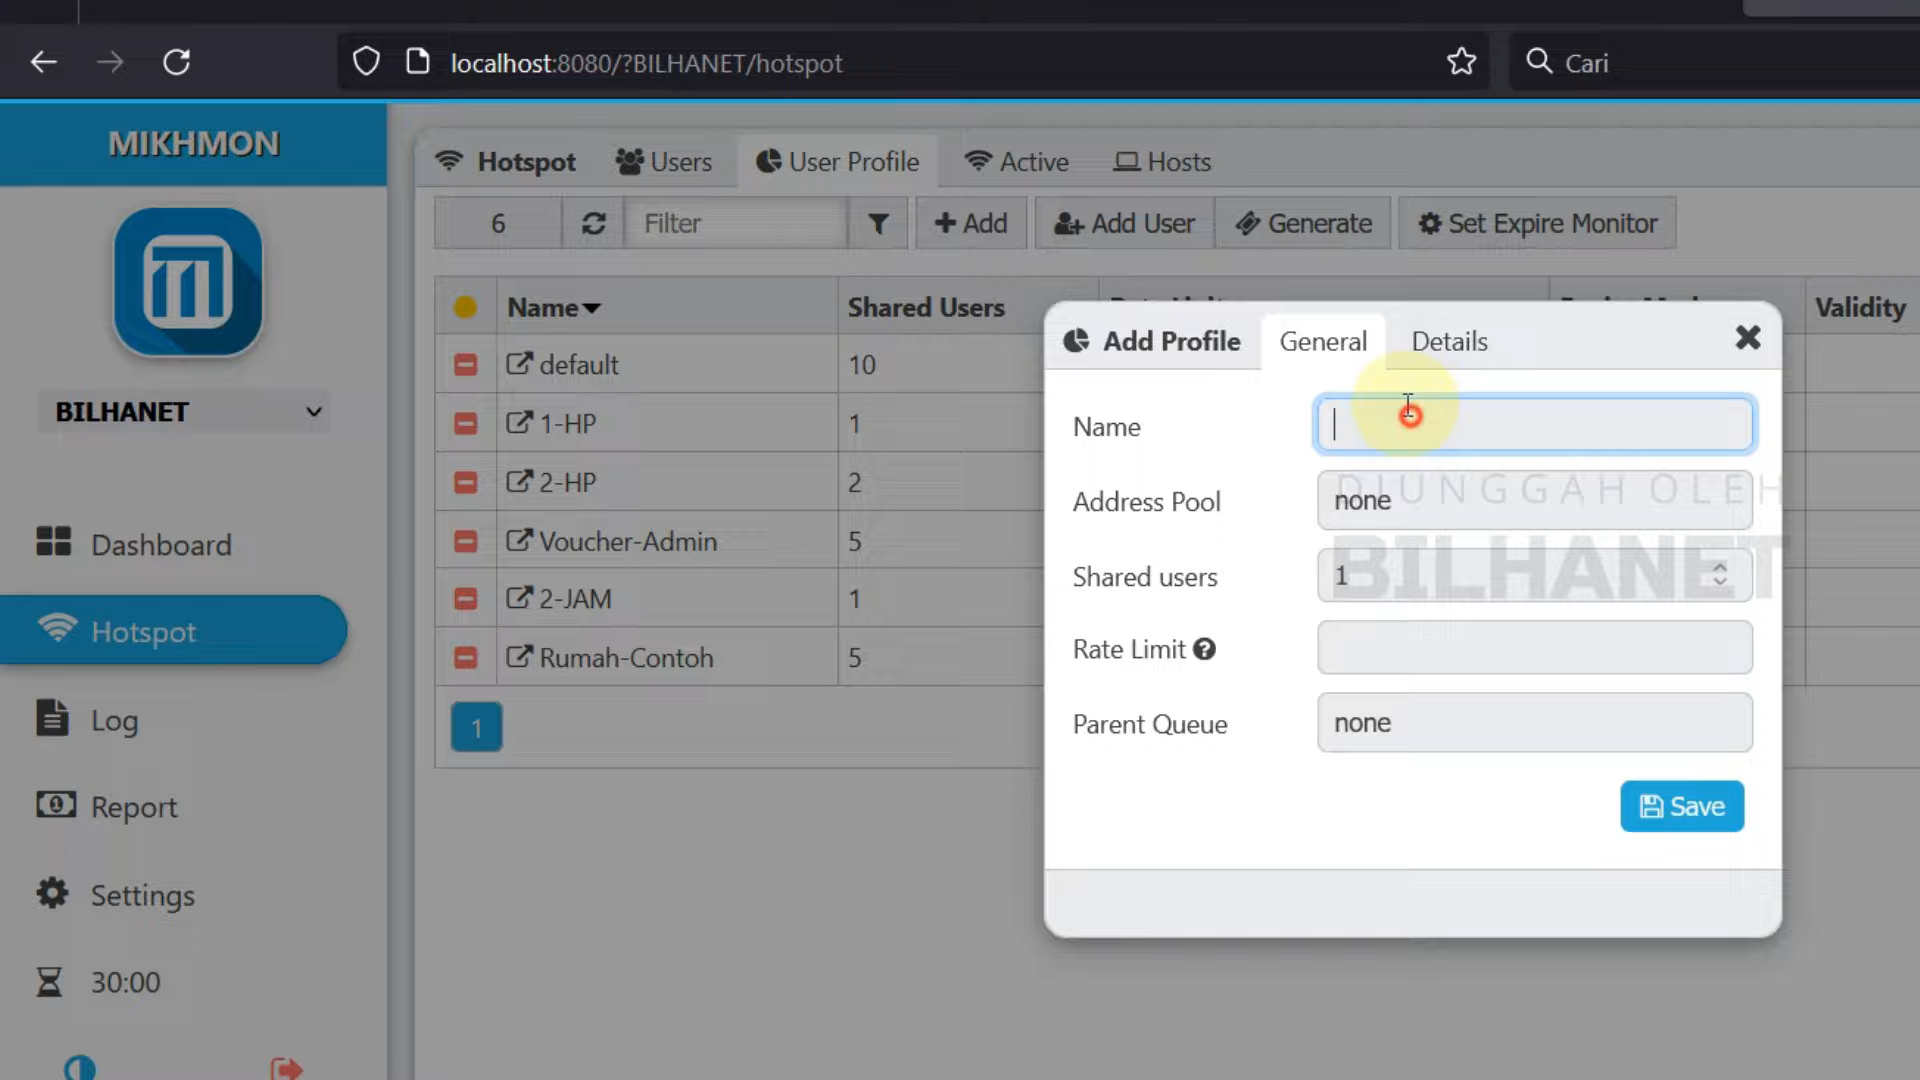 localhost:8080/?BILHANET/hotspot
Cari
MIKHMON
BILHANET
Dashboard
Hotspot
Log
Report
Settings
30:00
Hotspot Users User Profile Active Hosts
6 Filter Add Add User Generate Set Expire Monitor
Name Shared Users Validity
default 10
1-HP 1
2-HP 2
Voucher-Admin 5
2-JAM 1
Rumah-Contoh 5
1
Add Profile General Details
Name
Address Pool none
DIUNGGAH OLEH
BILHANET
Shared users 1
Rate Limit
Parent Queue none
Save